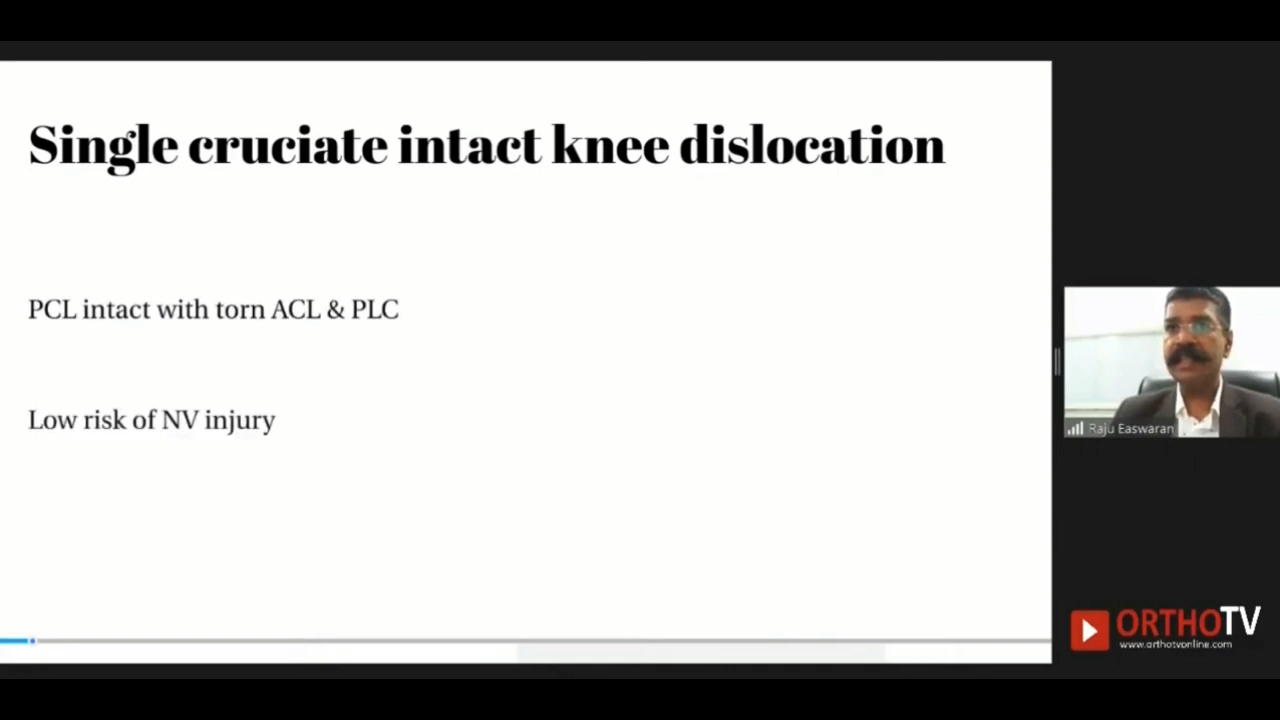 Single cruciate intact knee dislocation
PCL intact with torn ACL & PLC
Low risk of NV injury
Raju Easwaran
ORTHOTV
www.orthotvonline.com